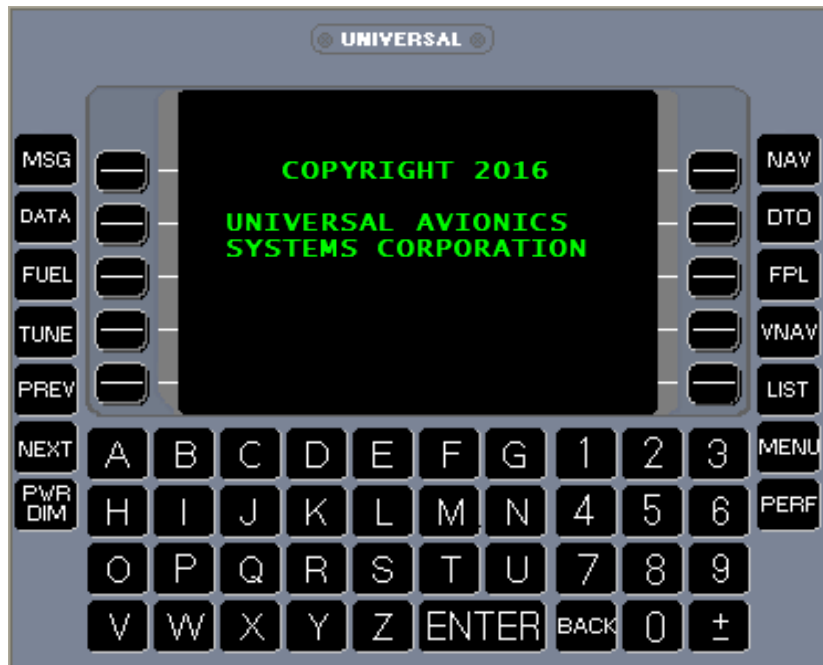 UNIVERSAL
COPYRIGHT 2016
UNIVERSAL AVIONICS
SYSTEMS CORPORATION
MSG
DATA
FUEL
TUNE
PREV
NEXT
PWR
DIM
NAV
DTO
FPL
VNAV
LIST
MENU
PERF
A B C D E F G 1 2 3
H I J K L M N 4 5 6
O P Q R S T U 7 8 9
V W X Y Z ENTER BACK 0 ±